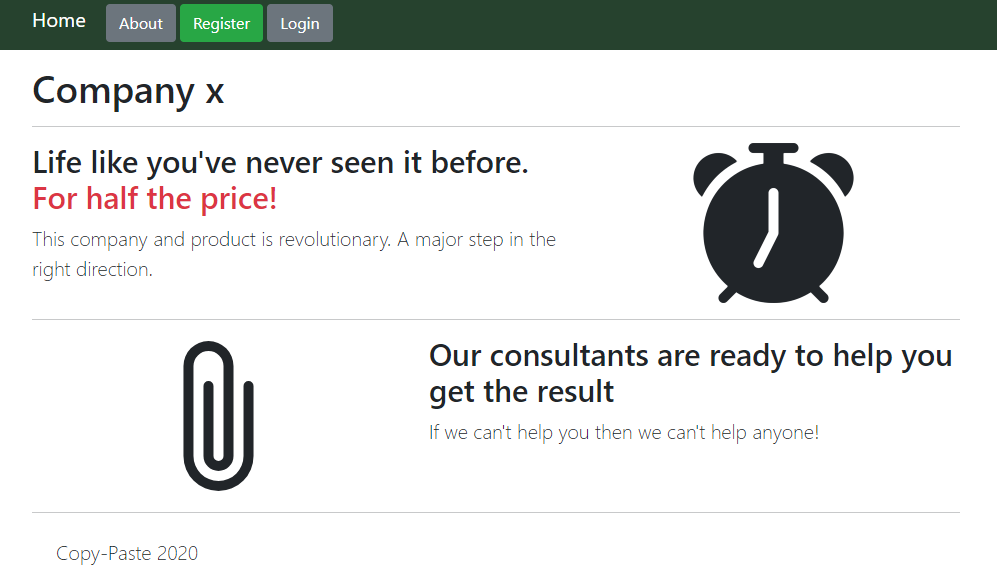 Home About Register Login
Company x
Life like you've never seen it before.
For half the price!
This company and product is revolutionary. A major step in the
right direction.
Our consultants are ready to help you
get the result
If we can't help you then we can't help anyone!
Copy-Paste 2020